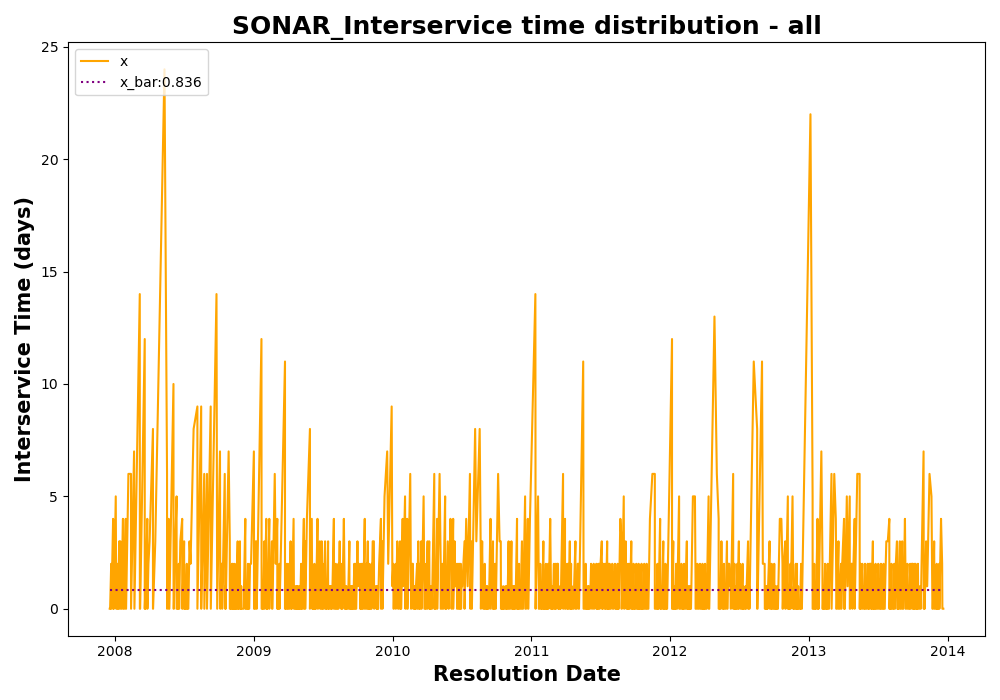 SONAR_Interservice time distribution - all
x
x_bar:0.836
Interservice Time (days)
25
20
15
10
5
0
2008 2009 2010 2011 2012 2013 2014
Resolution Date